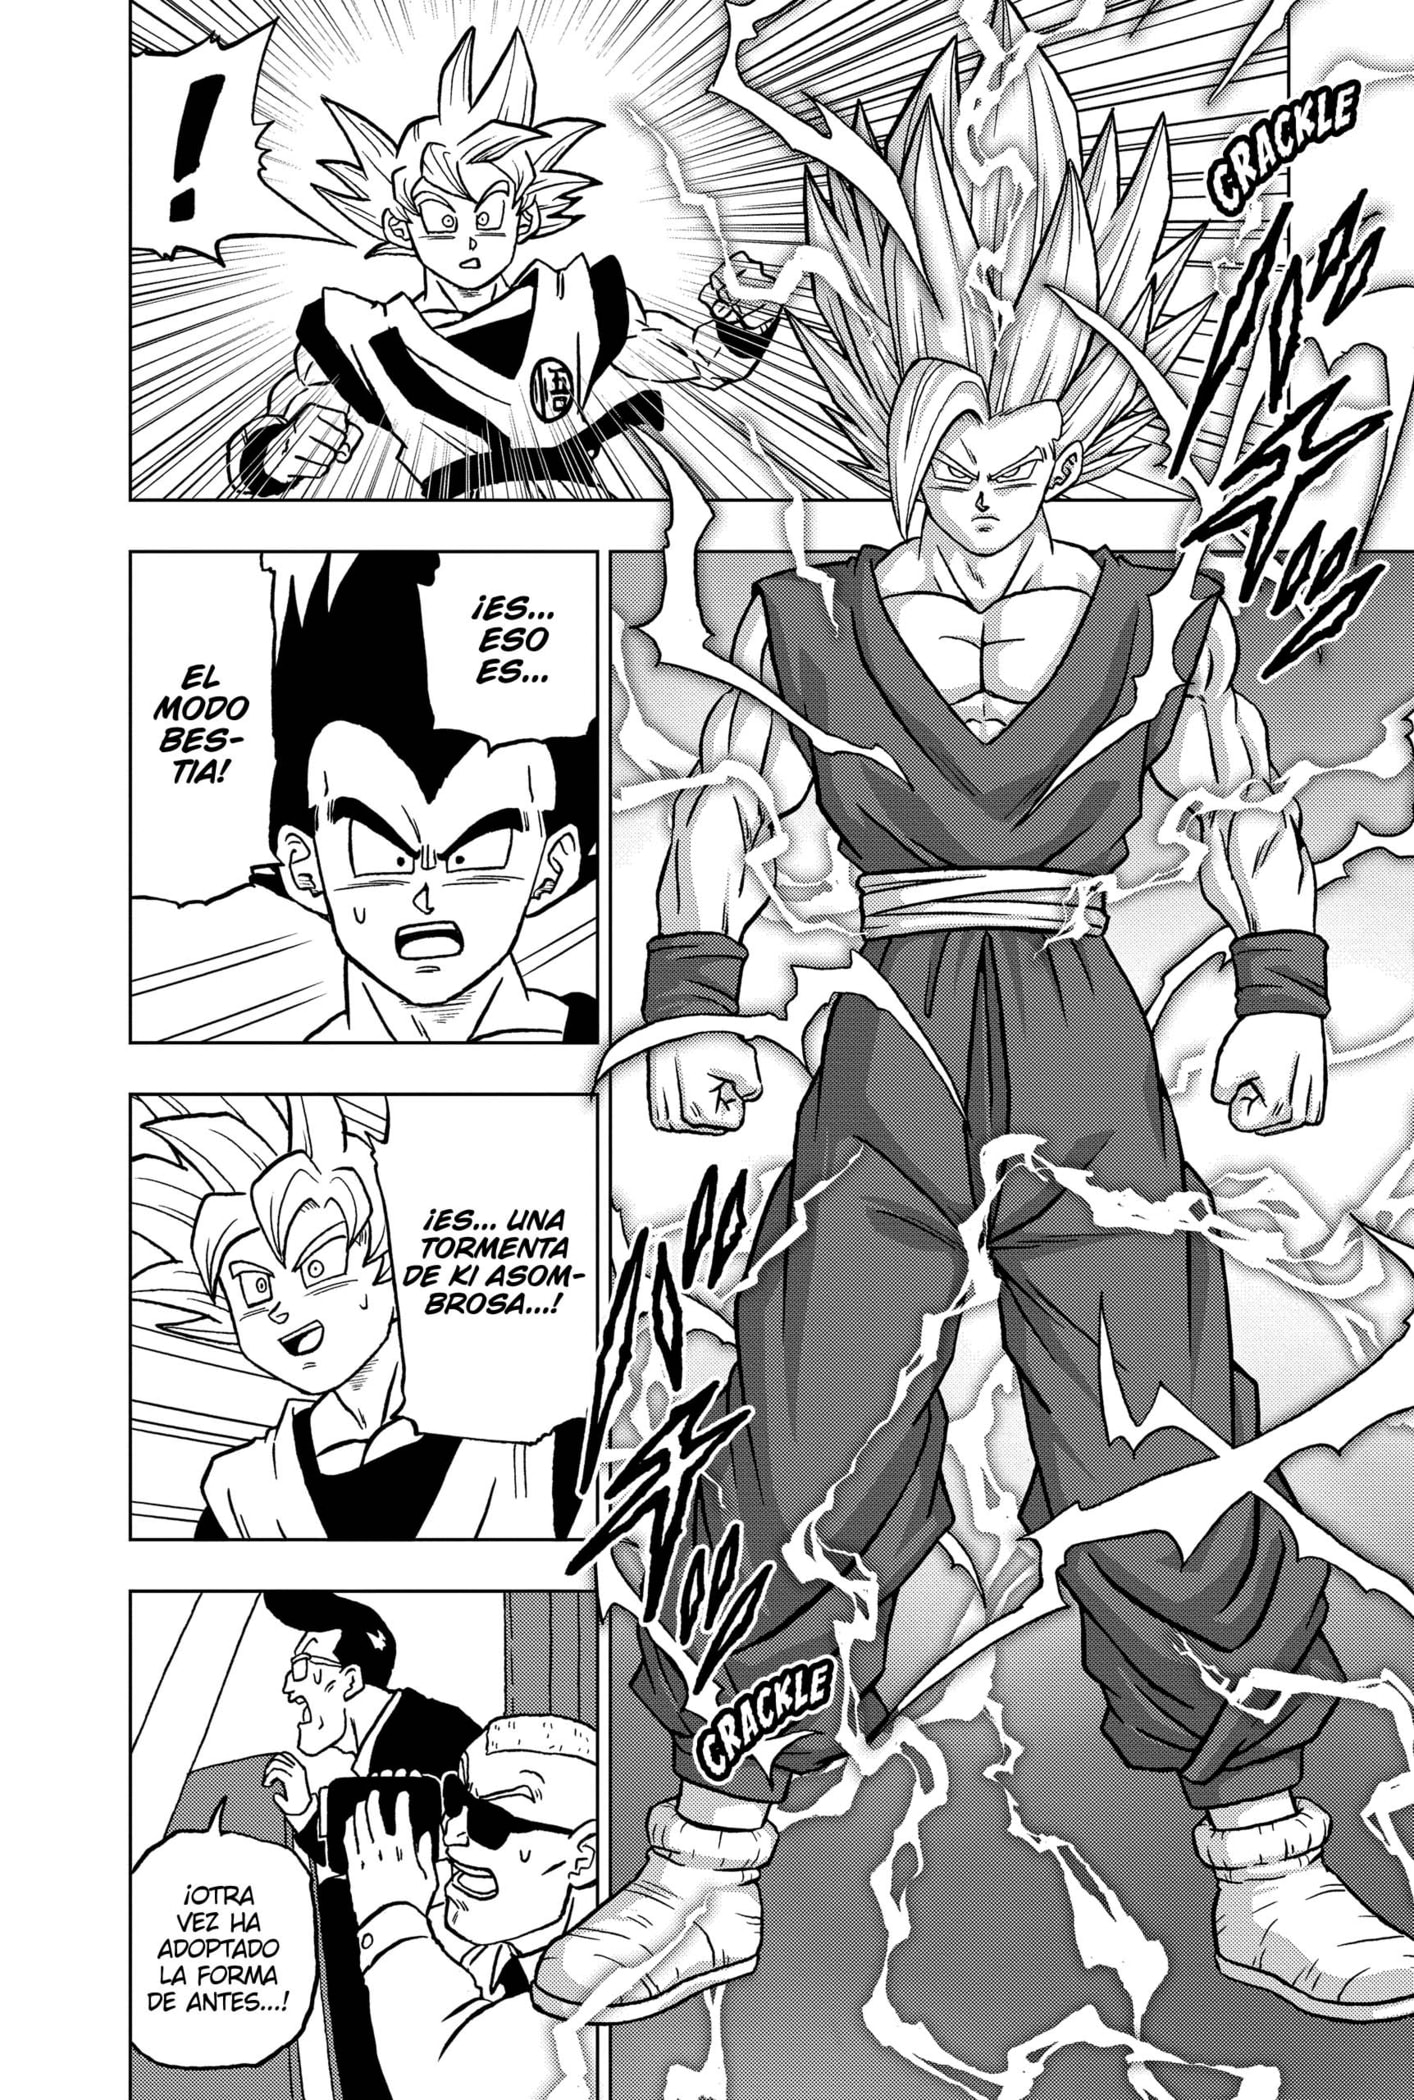 !
CRACKLE
¡ES...
ESO
ES...
EL
MODO
BES-
TIA!
¡ES... UNA
TORMENTA
DE KI ASOM-
BROSA...!
CRACKLE
¡OTRA
VEZ HA
ADOPTADO
LA FORMA
DE ANTES...!
悟